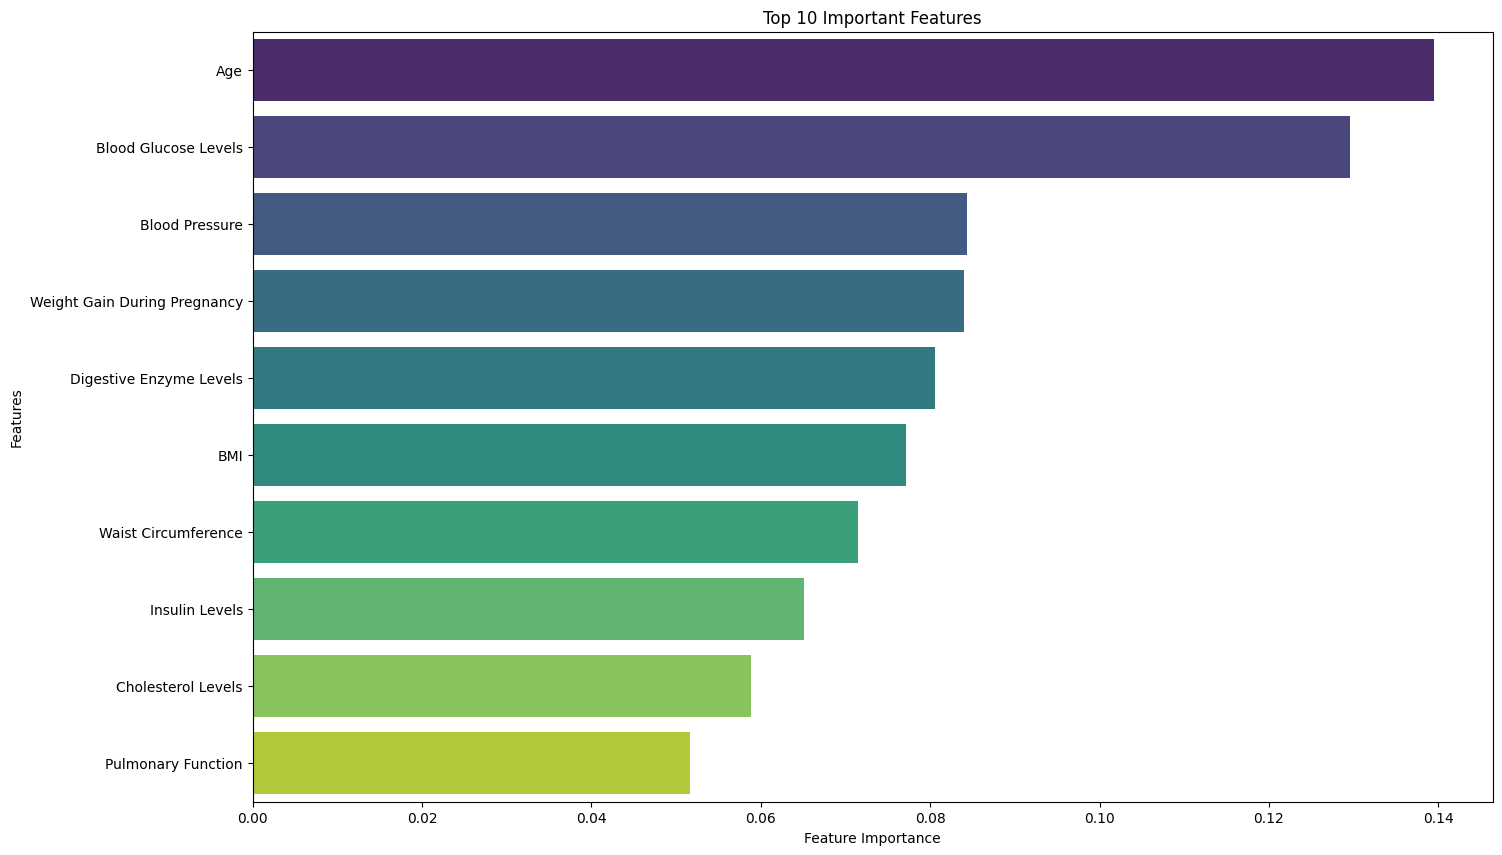 Top 10 Important Features
Age
Blood Glucose Levels
Blood Pressure
Weight Gain During Pregnancy
Digestive Enzyme Levels
BMI
Waist Circumference
Insulin Levels
Cholesterol Levels
Pulmonary Function
Features
0.00 0.02 0.04 0.06 0.08 0.10 0.12 0.14
Feature Importance